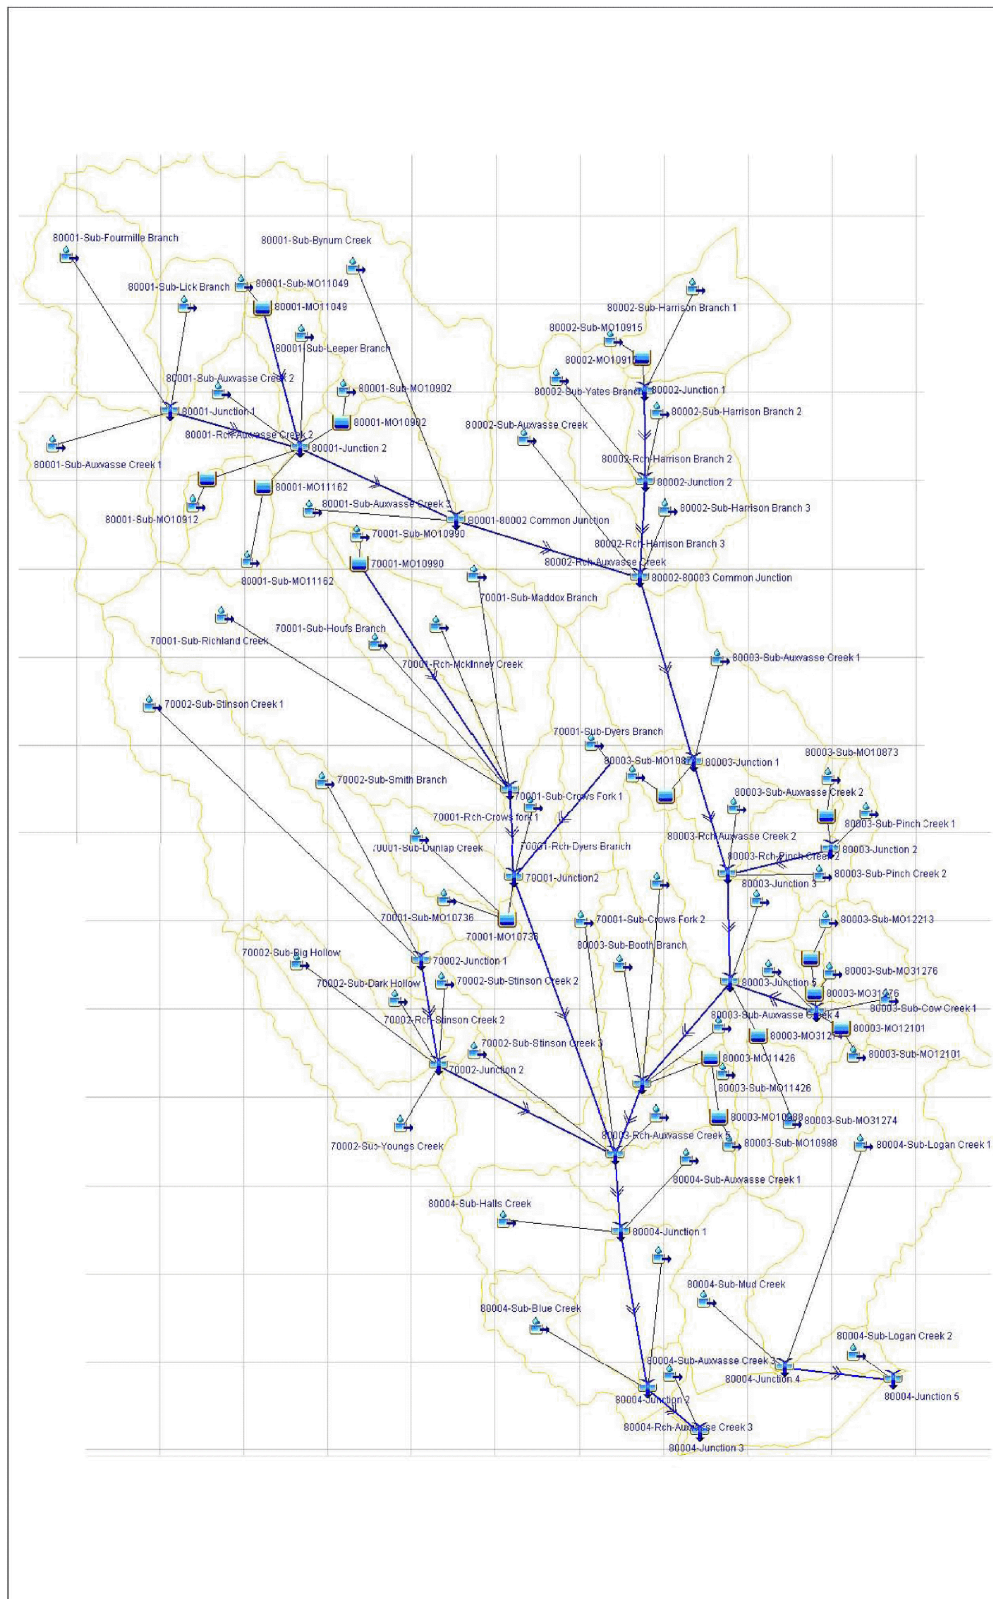 80001-Sub-Fourmille Branch
80001-Sub-Bynum Creek
80001-Sub-Lick Branch
80001-Sub-MO11049
80001-MO11049
80002-Sub-Harrison Branch 1
80002-Sub-MO10915
80001-Sub-Leeper Branch
80002-MO1091
80001-Sub-Auxvasse Creek 2
80001-Sub-MO10902
80002-Sub-Yates Branc
80002-Junction 1
80001-Junction 1
80002-Sub-Harrison Branch 2
80001-MO10902
80002-Sub-Auxvasse Creek
80001-Rch-Auxvasse Creek 2
80001-Junction 2
80001-Sub-Auxvasse Creek 1
80002-Rch-Harrison Branch 2
80002-Junction 2
80001-MO11162
80001-Sub-Auxvasse Creek 3
80002-Sub-Harrison Branch 3
80001-Sub-MO10912
80001-80002 Common Junction
70001-Sub-MO10990
80002-Rch-Harrison Branch 3
80002-Rch-Auxvasse Creek
70001-MO10990
80001-Sub-MO11162
80002-80003 Common Junction
70001-Sub-Maddox Branch
70001-Sub-Houfs Branch
70001-Sub-Richland Creek
70001-Rch-McKinney Creek
80003-Sub-Auxvasse Creek 1
70002-Sub-Stinson Creek 1
70001-Sub-Dyers Branch
80003-Sub-MO10873
80003-Sub-MO108
80003-Junction 1
70002-Sub-Smith Branch
80003-Sub-Auxvasse Creek 2
70001-Sub-Crows Fork 1
70001-Rch-Crows fork 1
80003-Sub-Pinch Creek 1
80003-Rch-Auxvasse Creek 2
70001-Sub-Dunlap Creek
70001-Rch-Dyers Branch
80003-Rch-Pinch Creek 2
80003-Junction 2
70001-Junction2
80003-Junction 3
80003-Sub-Pinch Creek 2
70001-Sub-MO10736
70001-Sub-Crows Fork 2
80003-Sub-MO12213
70001-MO10736
80003-Sub-Booth Branch
70002-Sub-Big Hollow
70002-Junction 1
80003-Sub-MO31276
70002-Sub-Dark Hollow
70002-Sub-Stinson Creek 2
80003-Junction 5
80003-MO31276
80003-Sub-Cow Creek 1
80003-Sub-Auxvasse Creek 4
70002-Rch-Stinson Creek 2
80003-MO12101
80003-MO31274
70002-Sub-Stinson Creek 3
80003-MO11426
80003-Sub-MO12101
70002-Junction 2
80003-Sub-MO11426
80003-MO10988
80003-Sub-MO31274
80003-Rch-Auxvasse Creek 5
80003-Sub-MO10988
80004-Sub-Logan Creek 1
70002-Sub-Youngs Creek
80004-Sub-Auxvasse Creek 1
80004-Sub-Halls Creek
80004-Junction 1
80004-Sub-Mud Creek
80004-Sub-Blue Creek
80004-Sub-Logan Creek 2
80004-Sub-Auxvasse Creek 3
80004-Junction 4
80004-Junction 5
80004-Junction 2
80004-Rch-Auxvasse Creek 3
80004-Junction 3